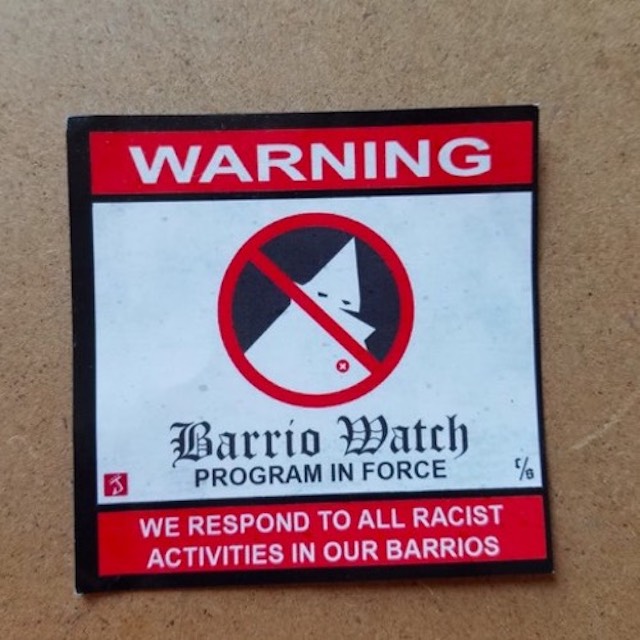 WARNING
Barrio Watch
PROGRAM IN FORCE
r/s
WE RESPOND TO ALL RACIST
ACTIVITIES IN OUR BARRIOS